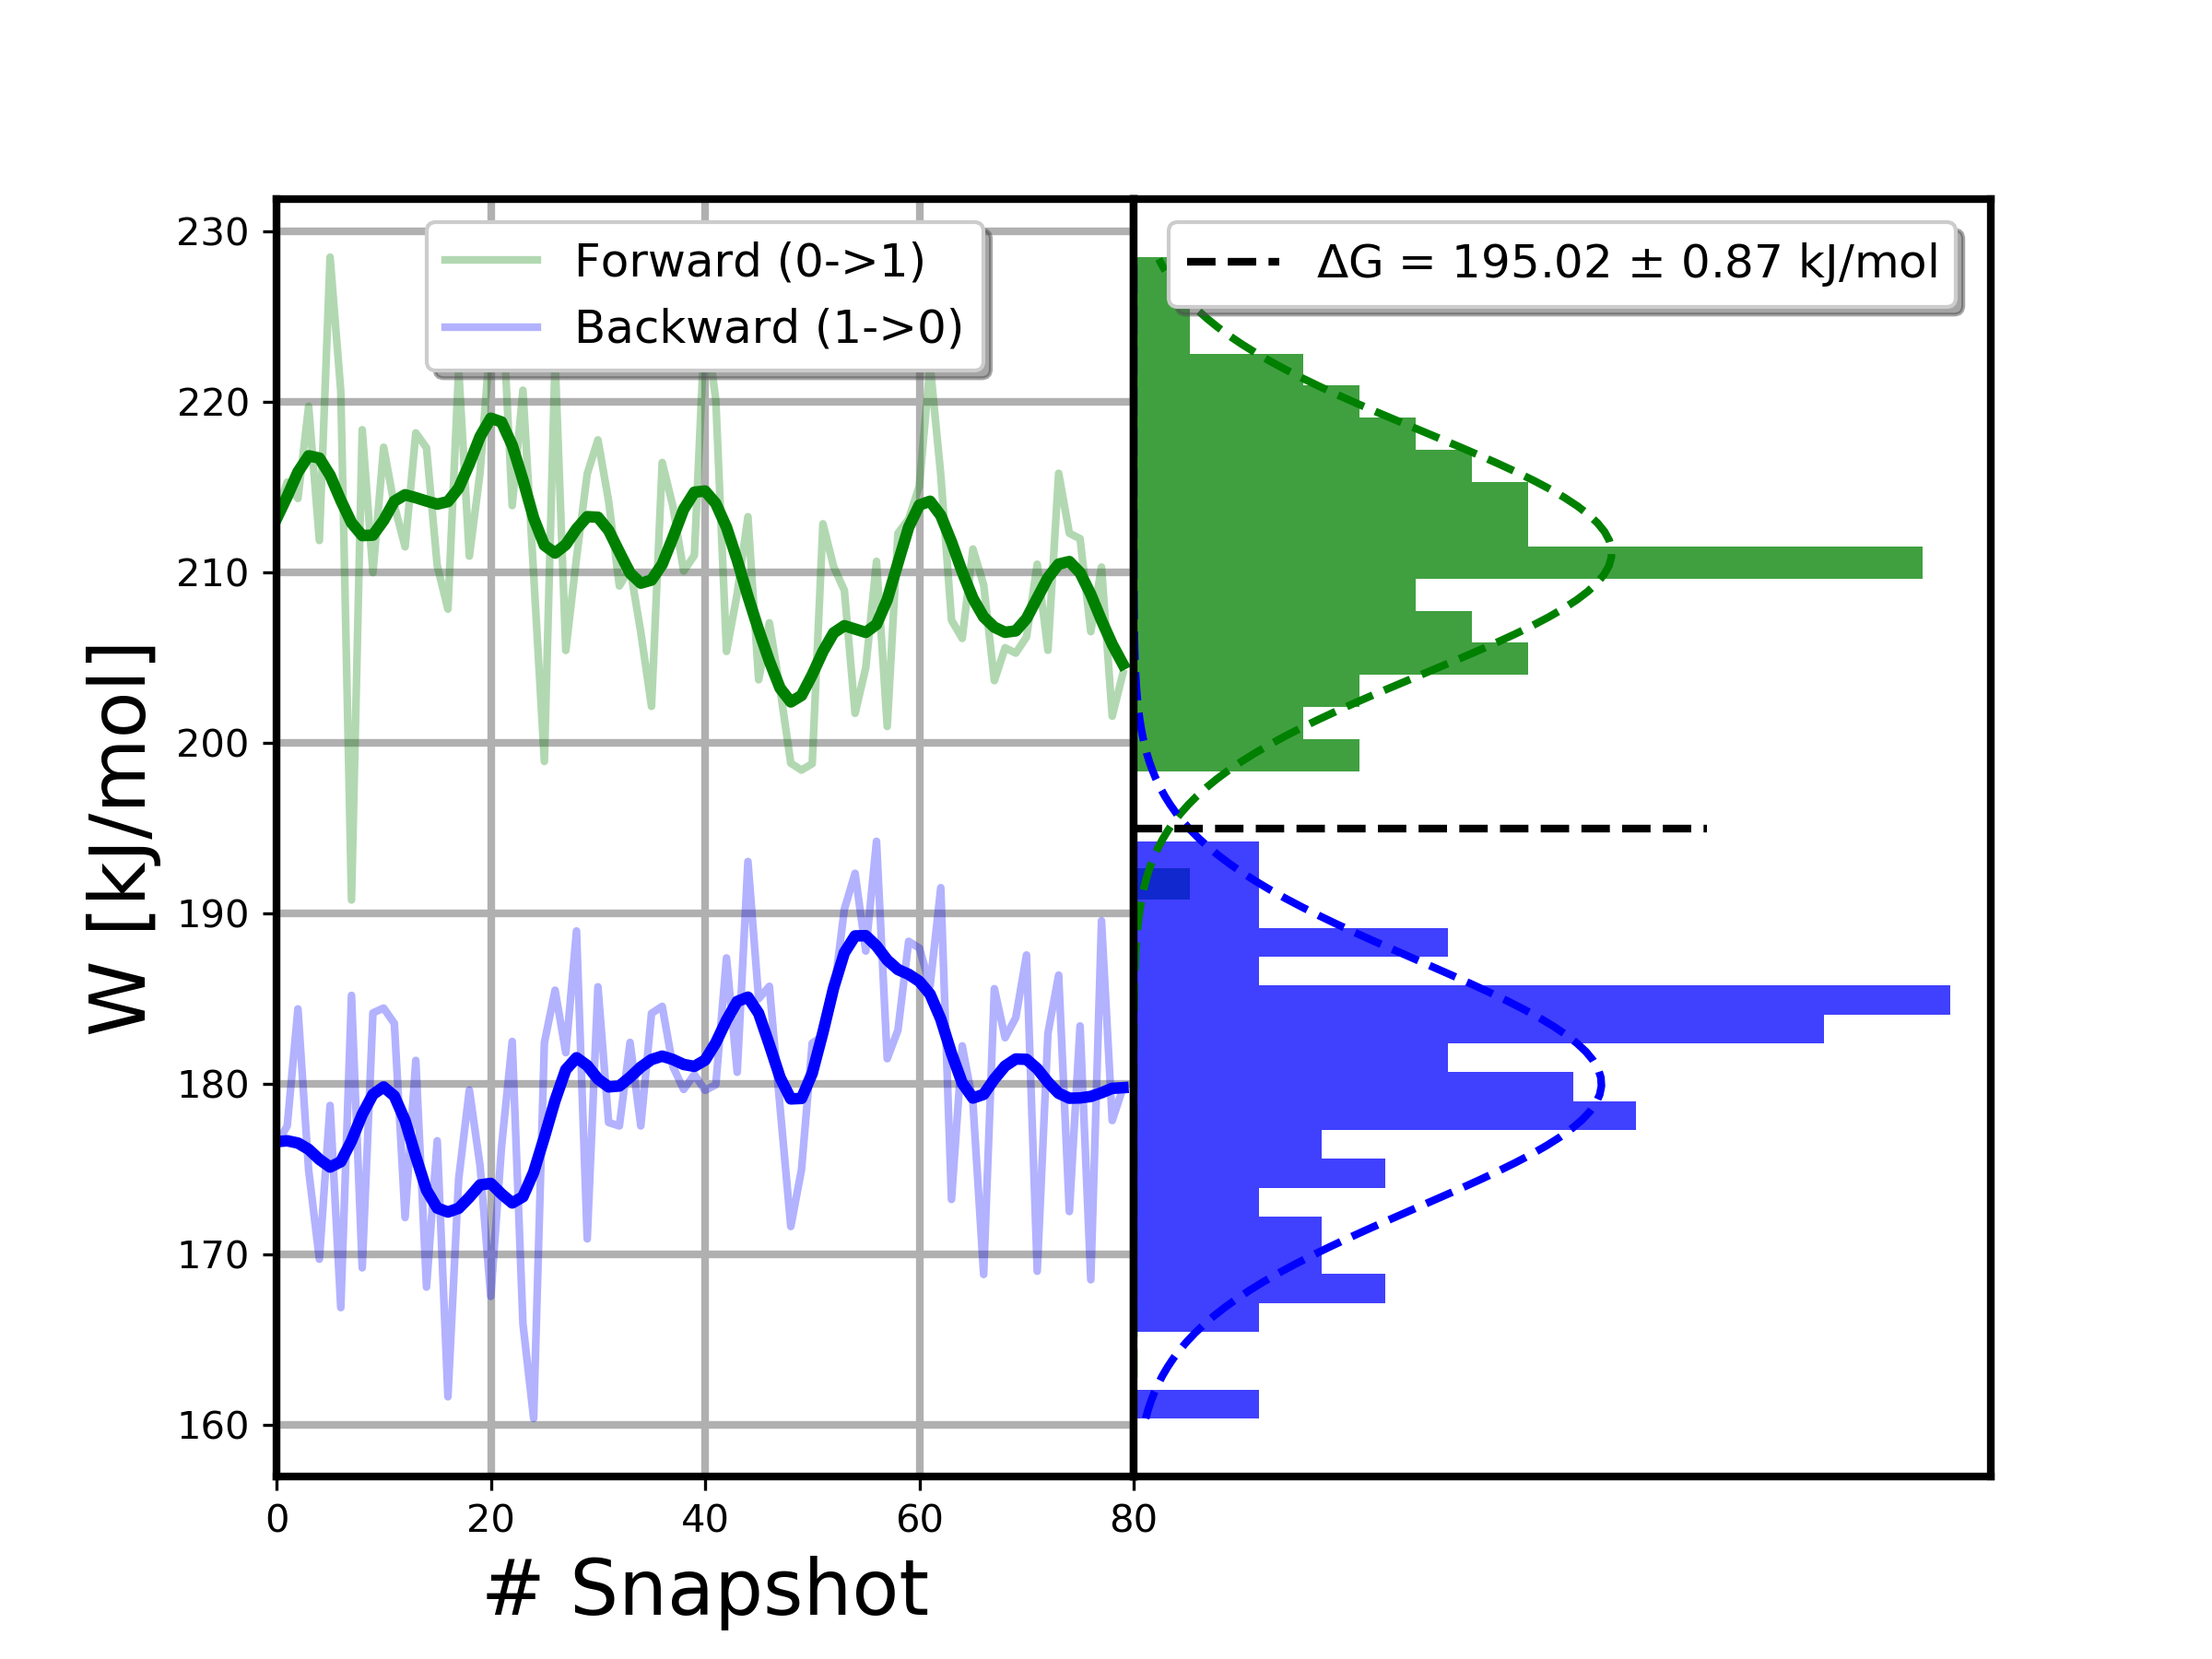 Forward (0->1)
Backward (1->0)
ΔG = 195.02 ± 0.87 kJ/mol
W [kJ/mol]
230
220
210
200
190
180
170
160
0 20 40 60 80
# Snapshot